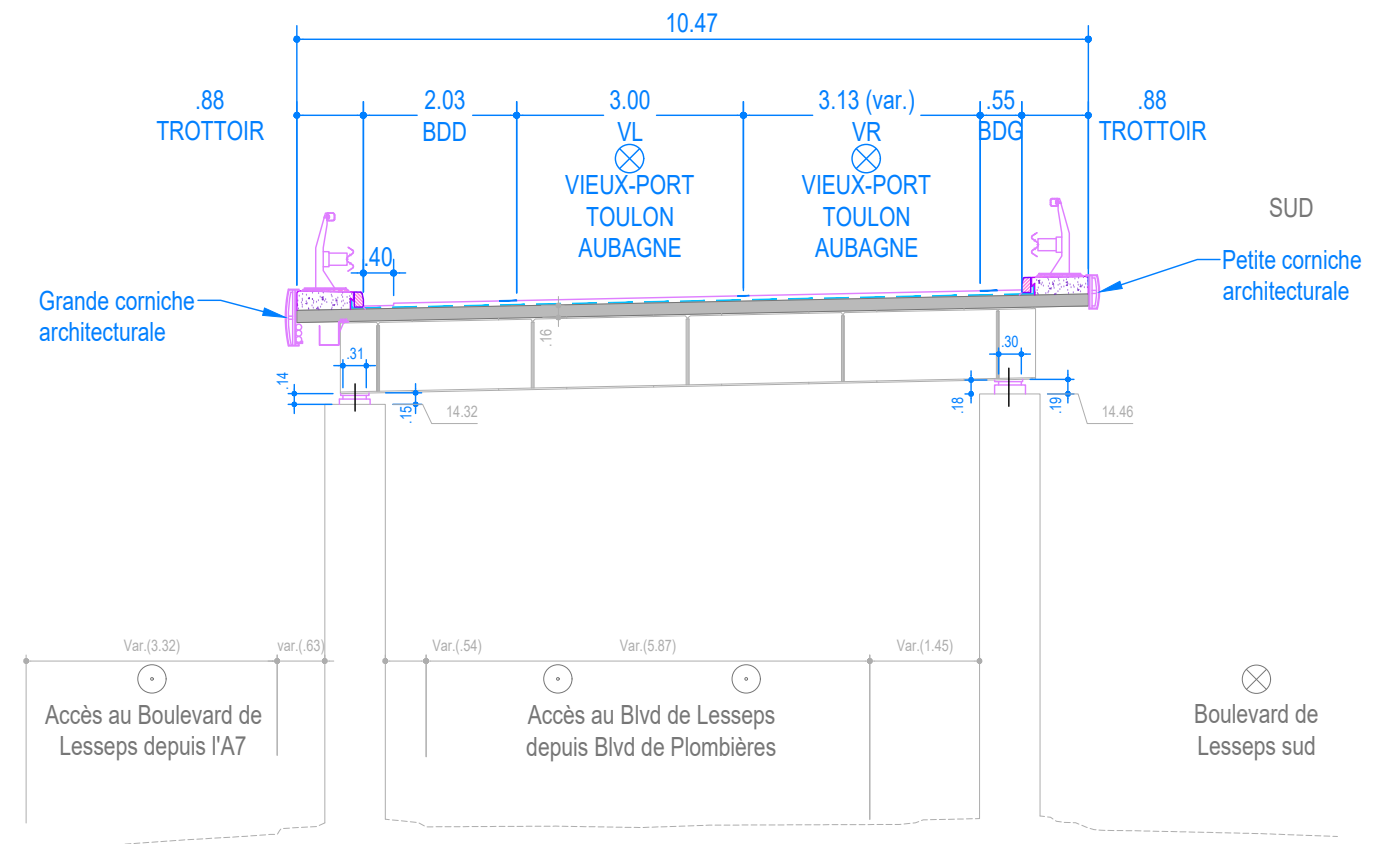 10.47
.88
TROTTOIR
2.03
BDD
3.00
VL
3.13 (var.)
VR
.55
BDG
.88
TROTTOIR
VIEUX-PORT
TOULON
AUBAGNE
VIEUX-PORT
TOULON
AUBAGNE
SUD
.40
Grande corniche
architecturale
Petite corniche
architecturale
.16
.31
.30
.14
.15
14.32
.18
.19
14.46
Var.(3.32)
var.(.63)
Var.(.54)
Var.(5.87)
Var.(1.45)
Accès au Boulevard de
Lesseps depuis l'A7
Accès au Blvd de Lesseps
depuis Blvd de Plombières
Boulevard de
Lesseps sud